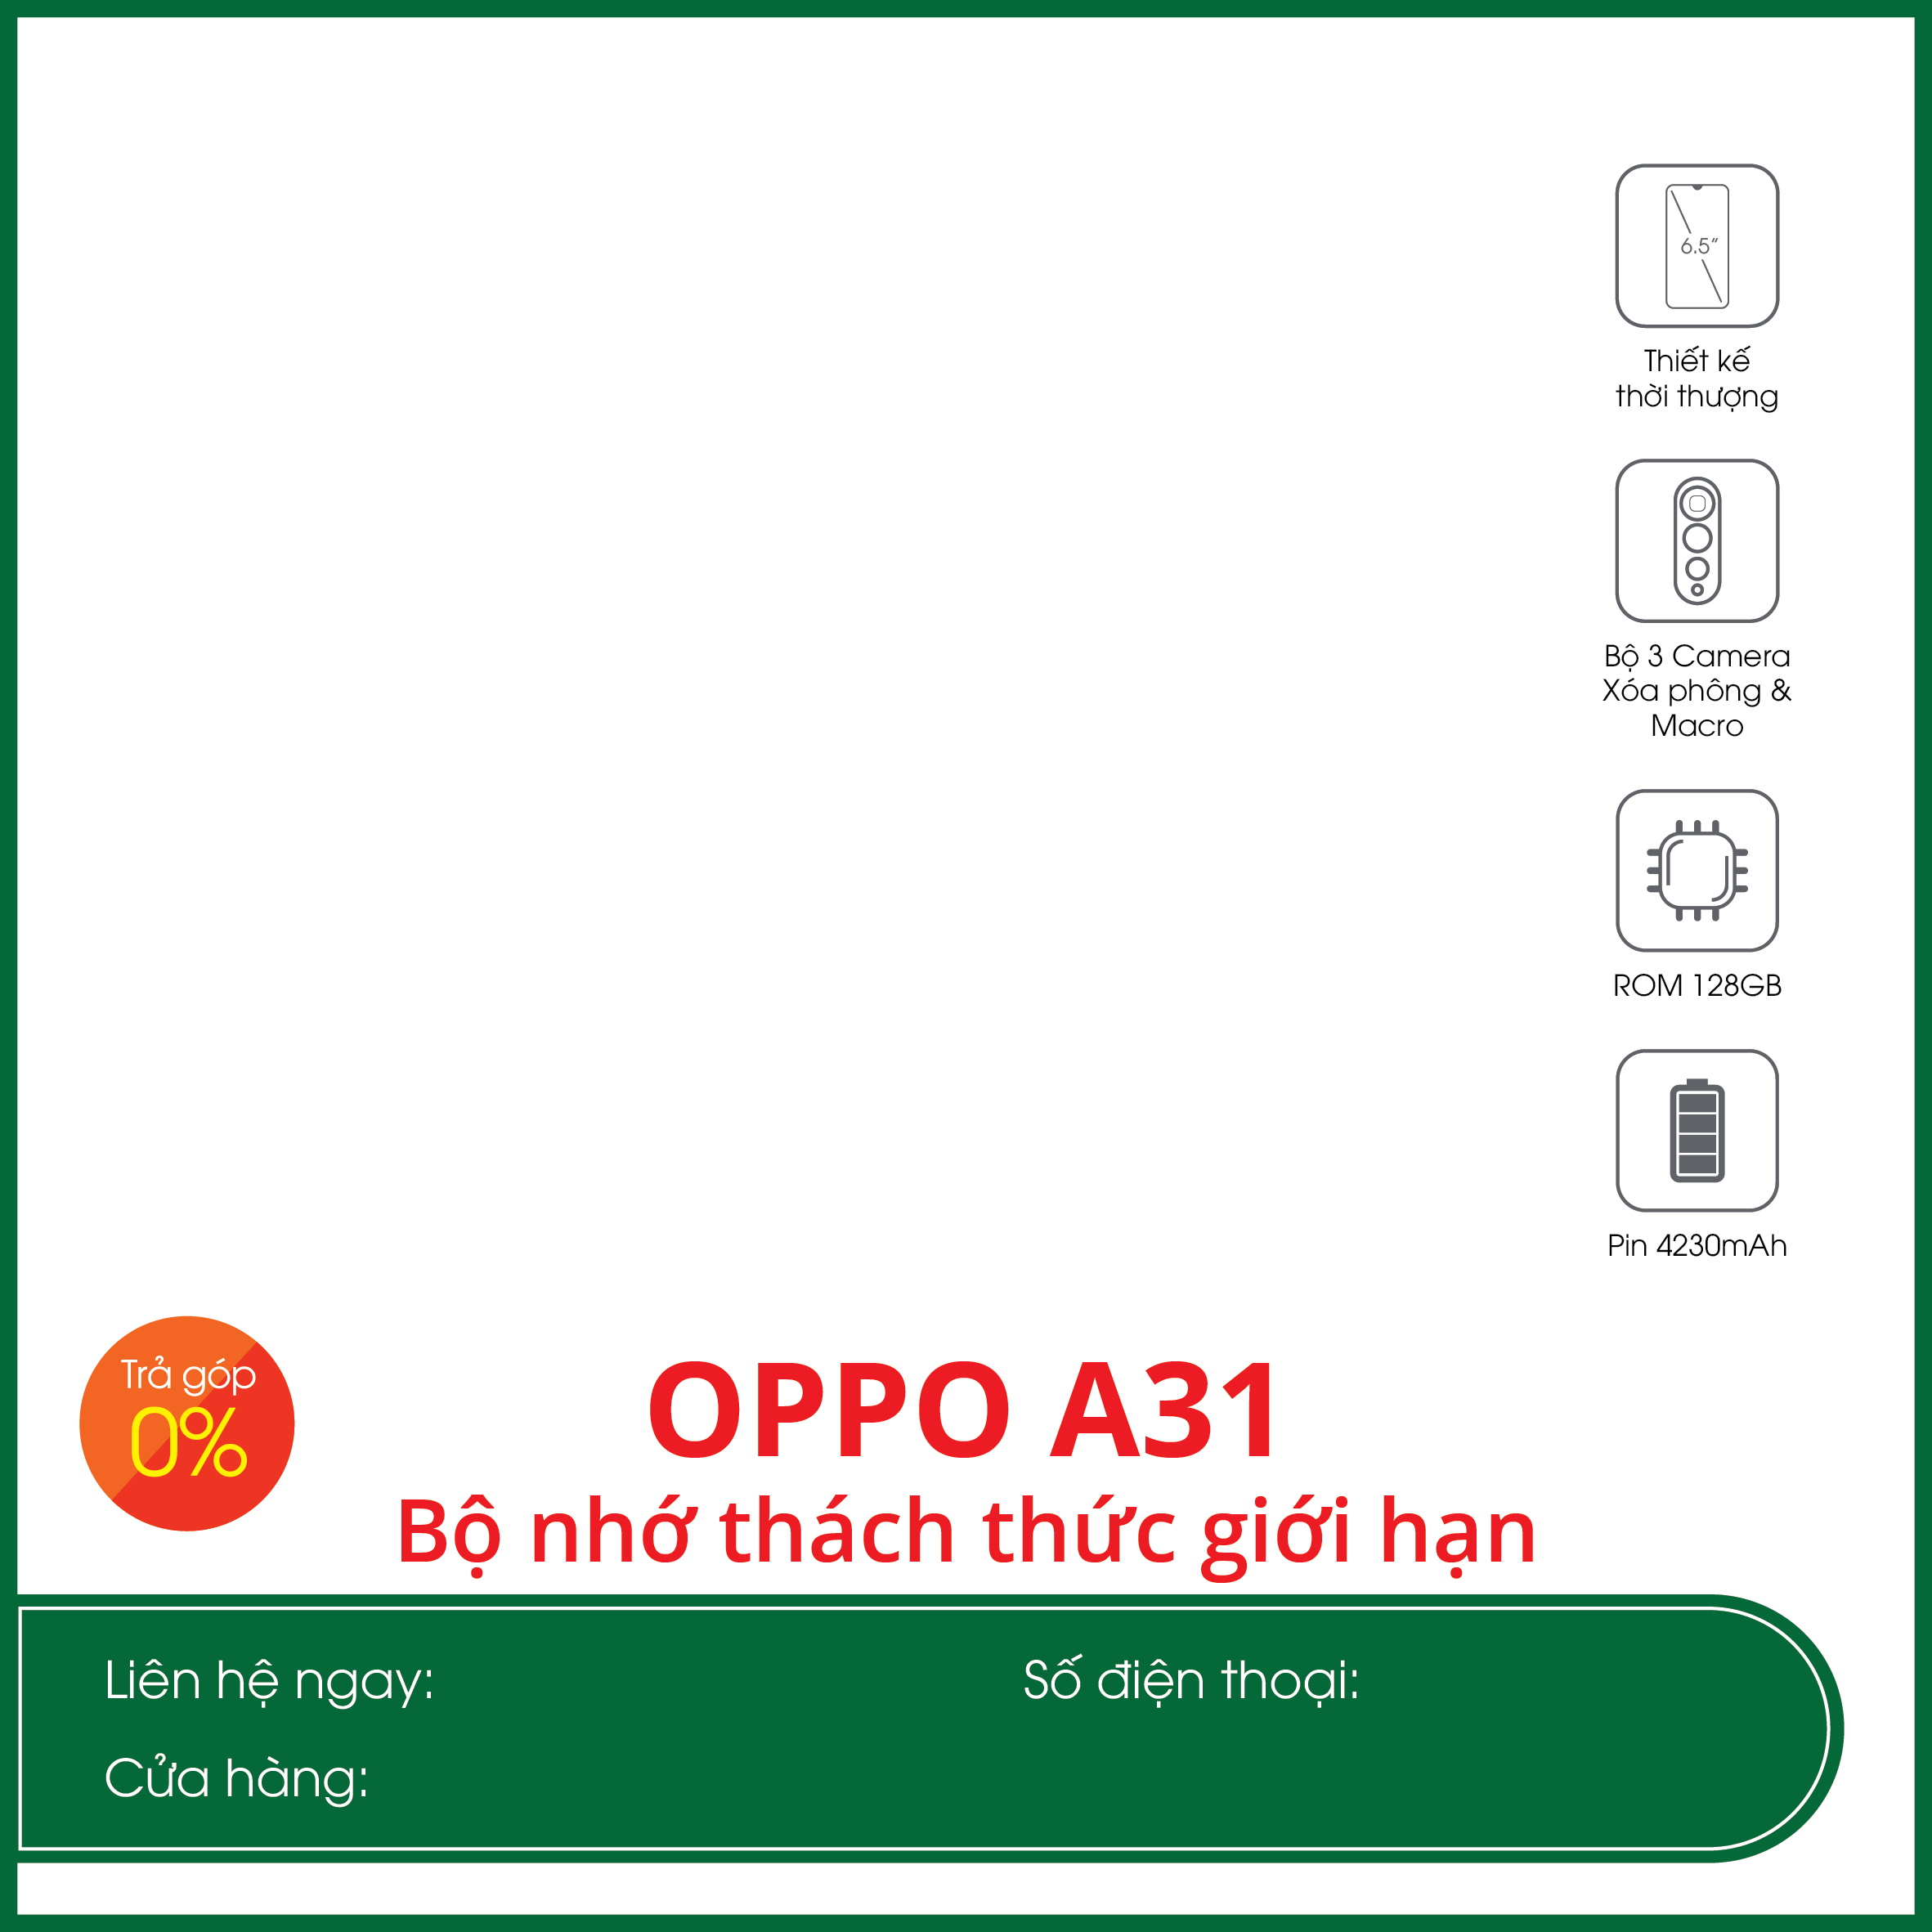 6.5”
Thiết kế
thời thượng
Bộ 3 Camera
Xóa phông &
Macro
ROM 128GB
Pin 4230mAh
Trả góp
0%
OPPO A31
Bộ nhớ thách thức giới hạn
Liên hệ ngay:
Số điện thoại:
Cửa hàng: